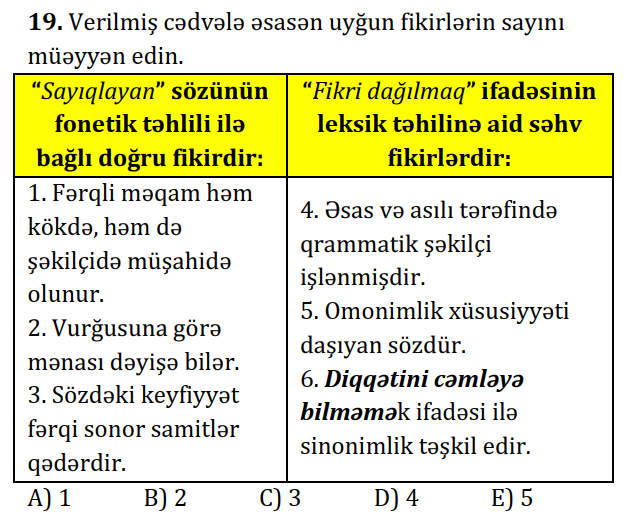 19. Verilmiş cədvələ əsasən uyğun fikirlərin sayını
müəyyən edin.
“Sayıqlayan” sözünün
fonetik təhlili ilə
bağlı doğru fikirdir:
1. Fərqli məqam həm
kökdə, həm də
şəkilçidə müşahidə
olunur.
2. Vurğusuna görə
mənası dəyişə bilər.
3. Sözdəki keyfiyyət
fərqi sonor samitlər
qədərdir.
“Fikri dağılmaq” ifadəsinin
leksik təhilinə aid səhv
fikirlərdir:
4. Əsas və asılı tərəfində
qrammatik şəkilçi
işlənmişdir.
5. Omonimlik xüsusiyyəti
daşıyan sözdür.
6. Diqqətini cəmləyə
bilməmək ifadəsi ilə
sinonimlik təşkil edir.
A) 1 B) 2 C) 3 D) 4 E) 5